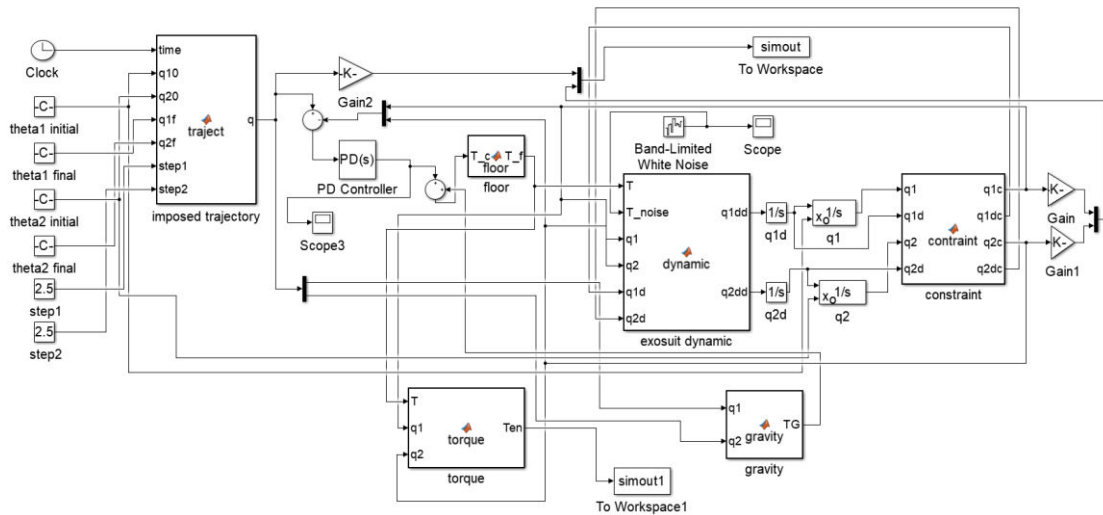 Clock
-C-
theta1 initial
-C-
theta1 final
-C-
theta2 initial
-C-
theta2 final
2.5
step1
2.5
step2
time
q10
q20
q1f
q2f
step1
step2
traject
q
imposed trajectory
-K-
Gain2
PD(s)
PD Controller
Scope3
T_c
T_f
floor
floor
simout
To Workspace
Band-Limited
White Noise
Scope
T
T_noise
q1
q2
q1d
q2d
dynamic
q1dd
q2dd
exosuit dynamic
1/s
q1d
1/s
q2d
xo
1/s
q1
xo
1/s
q2
q1
q1d
q2
q2d
contraint
q1c
q1dc
q2c
q2dc
constraint
K-
Gain
K-
Gain1
T
q1
q2
torque
Ten
torque
simout1
To Workspace1
q1
q2
gravity
TG
gravity